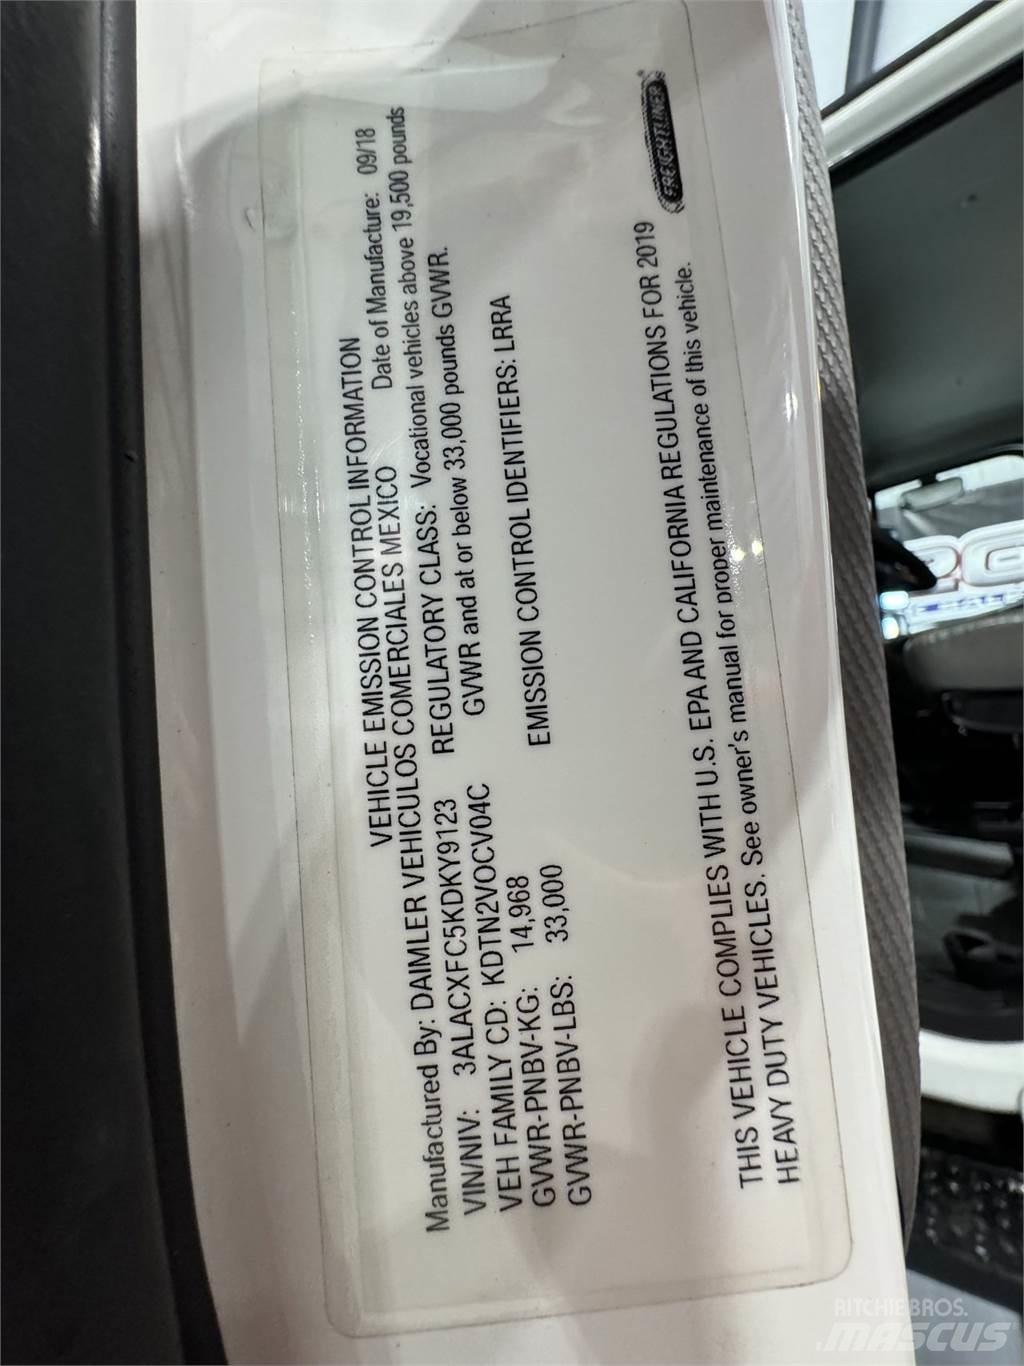 VEHICLE EMISSION CONTROL INFORMATION
Manufactured By: DAIMLER VEHICULOS COMERCIALES MEXICO Date of Manufacture: 09/18
VIN/NIV: 3ALACXFC5KDKY9123 REGULATORY CLASS: Vocational vehicles above 19,500 pounds
VEH FAMILY CD: KDTN2VOCV04C GVWR and at or below 33,000 pounds GVWR.
GVWR-PNBV-KG: 14,968
GVWR-PNBV-LBS: 33,000 EMISSION CONTROL IDENTIFIERS: LRRA
THIS VEHICLE COMPLIES WITH U.S. EPA AND CALIFORNIA REGULATIONS FOR 2019
HEAVY DUTY VEHICLES. See owner's manual for proper maintenance of this vehicle.
FREIGHTLINER®
RITCHIE BROS.
MASCUS